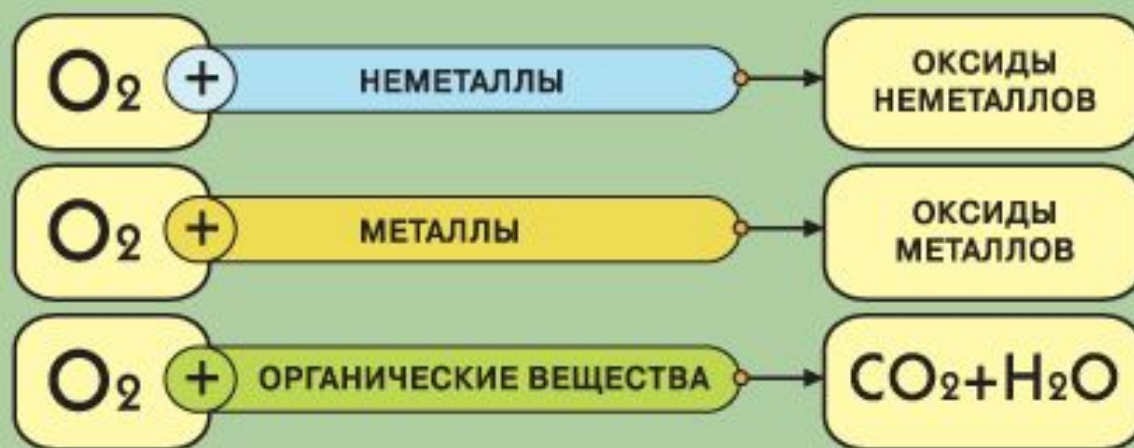 O₂ + НЕМЕТАЛЛЫ ОКСИДЫ НЕМЕТАЛЛОВ
O₂ + МЕТАЛЛЫ ОКСИДЫ МЕТАЛЛОВ
O₂ + ОРГАНИЧЕСКИЕ ВЕЩЕСТВА CO₂+H₂O